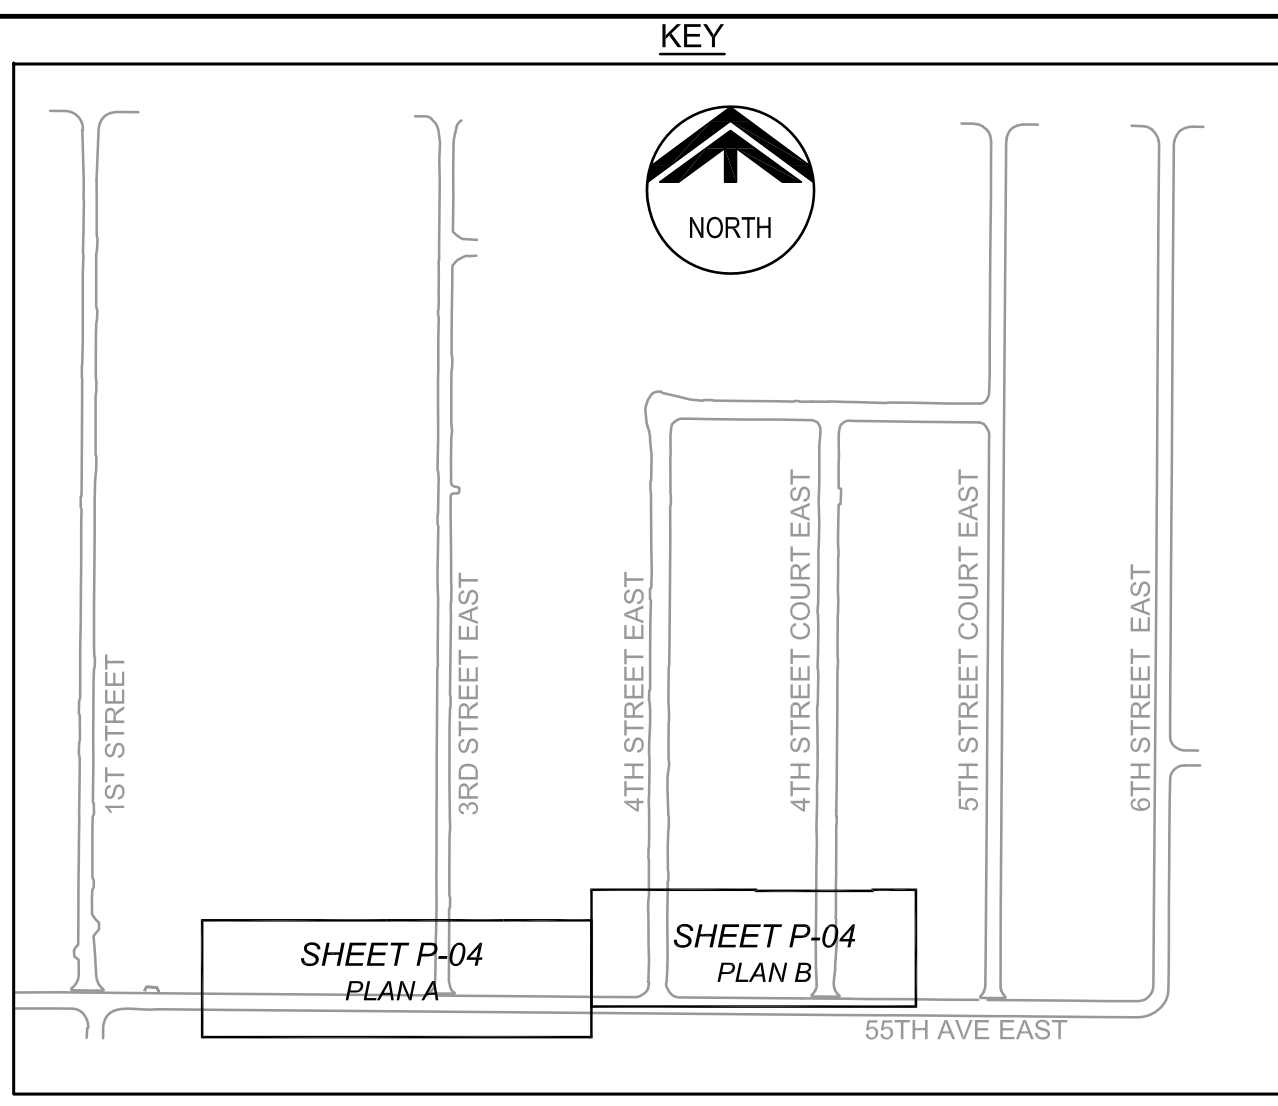 KEY
NORTH
1ST STREET
3RD STREET EAST
4TH STREET EAST
4TH STREET COURT EAST
5TH STREET COURT EAST
6TH STREET EAST
SHEET P-04
PLAN A
SHEET P-04
PLAN B
55TH AVE EAST